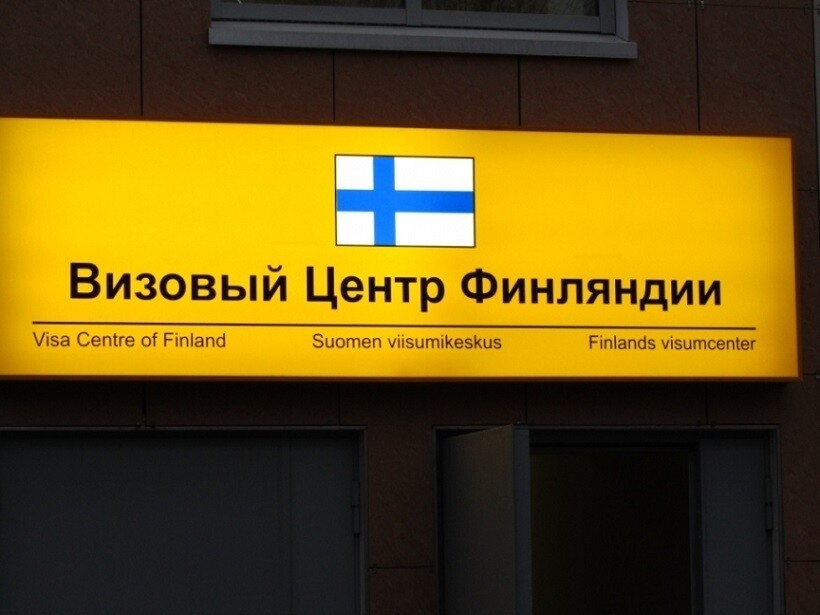 Визовый Центр Финляндии
Visa Centre of Finland Suomen viisumikeskus Finlands visumcenter